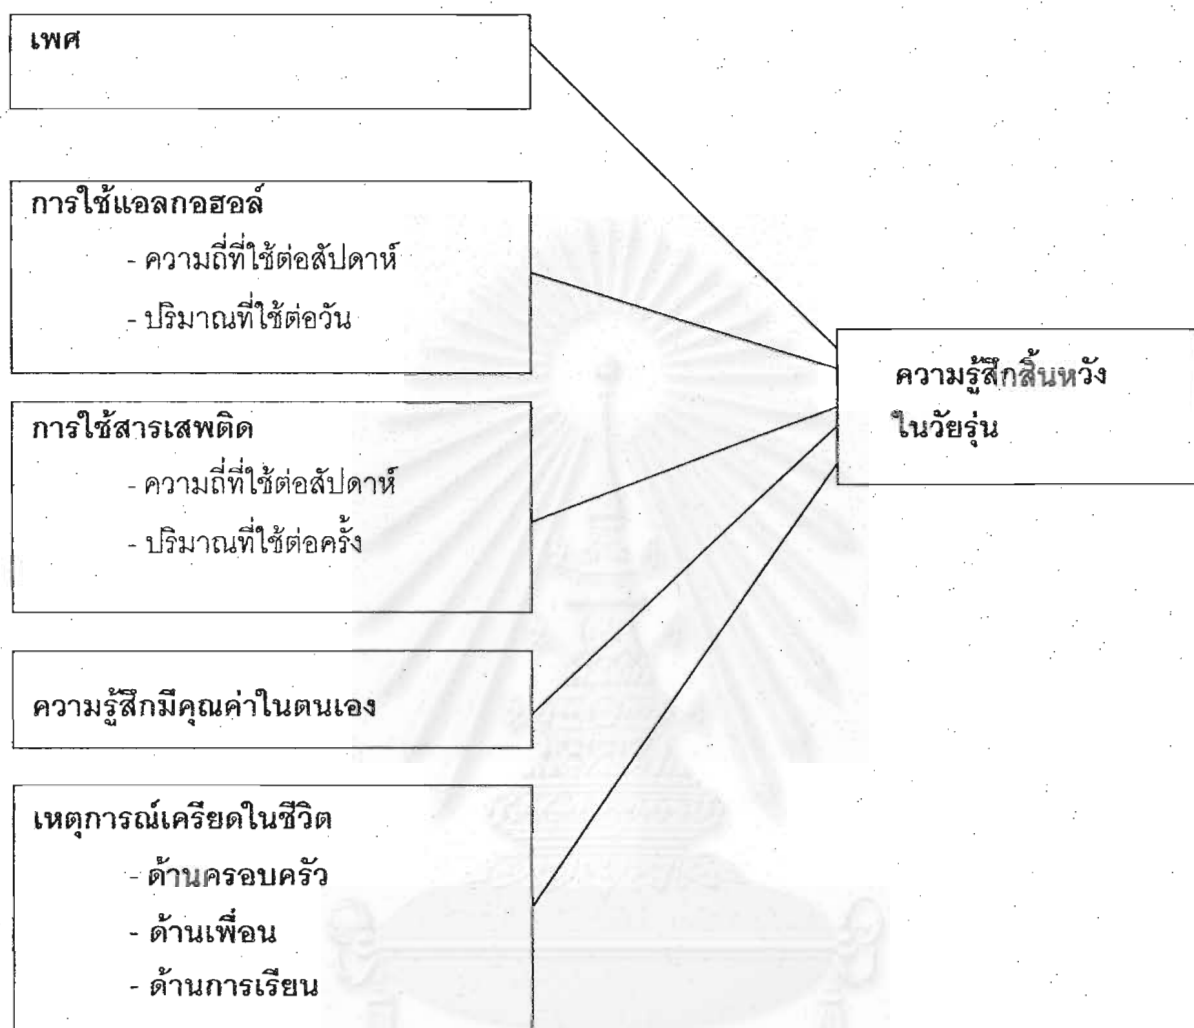 เพศ
การใช้แอลกอฮอล์
- ความถี่ที่ใช้ต่อสัปดาห์
- ปริมาณที่ใช้ต่อวัน
การใช้สารเสพติด
- ความถี่ที่ใช้ต่อสัปดาห์
- ปริมาณที่ใช้ต่อครั้ง
ความรู้สึกมีคุณค่าในตนเอง
เหตุการณ์เครียดในชีวิต
- ด้านครอบครัว
- ด้านเพื่อน
- ด้านการเรียน
ความรู้สึกสิ้นหวัง
ในวัยรุ่น